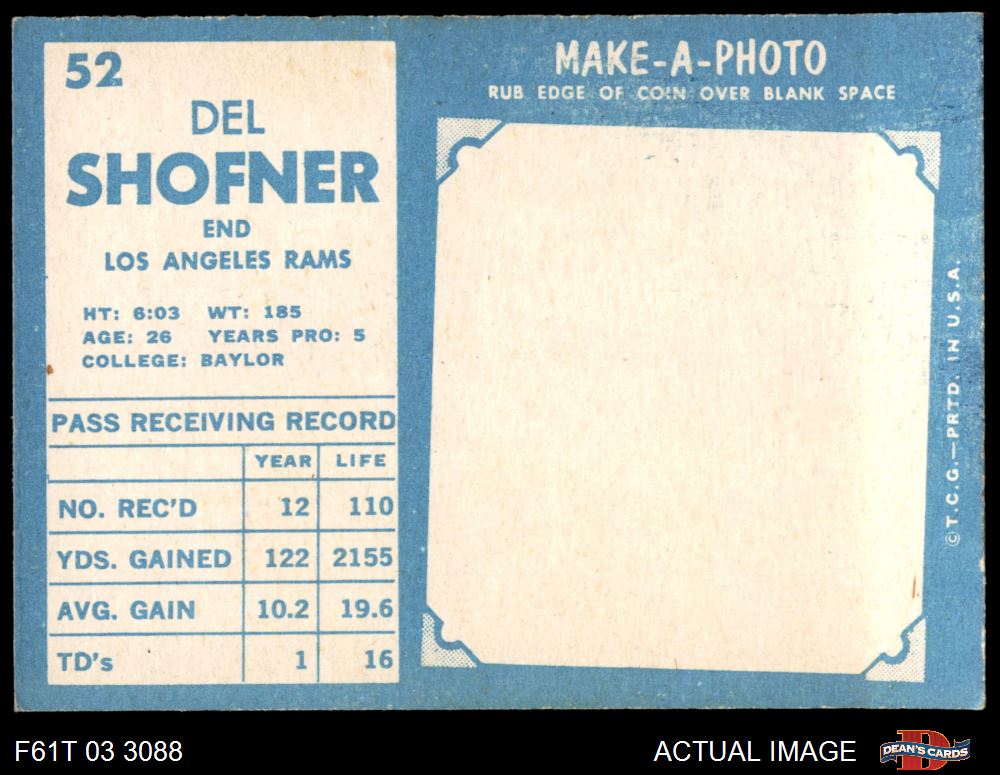 52
DEL
SHOFNER
END
LOS ANGELES RAMS
HT: 6:03 WT: 185
AGE: 26 YEARS PRO: 5
COLLEGE: BAYLOR
PASS RECEIVING RECORD
YEAR LIFE
NO. REC'D 12 110
YDS. GAINED 122 2155
AVG. GAIN 10.2 19.6
TD's 1 16
MAKE-A-PHOTO
RUB EDGE OF COIN OVER BLANK SPACE
©T.C.G.—PRTD. IN U.S.A.
F61T 03 3088
ACTUAL IMAGE
D
DEAN'S CARDS